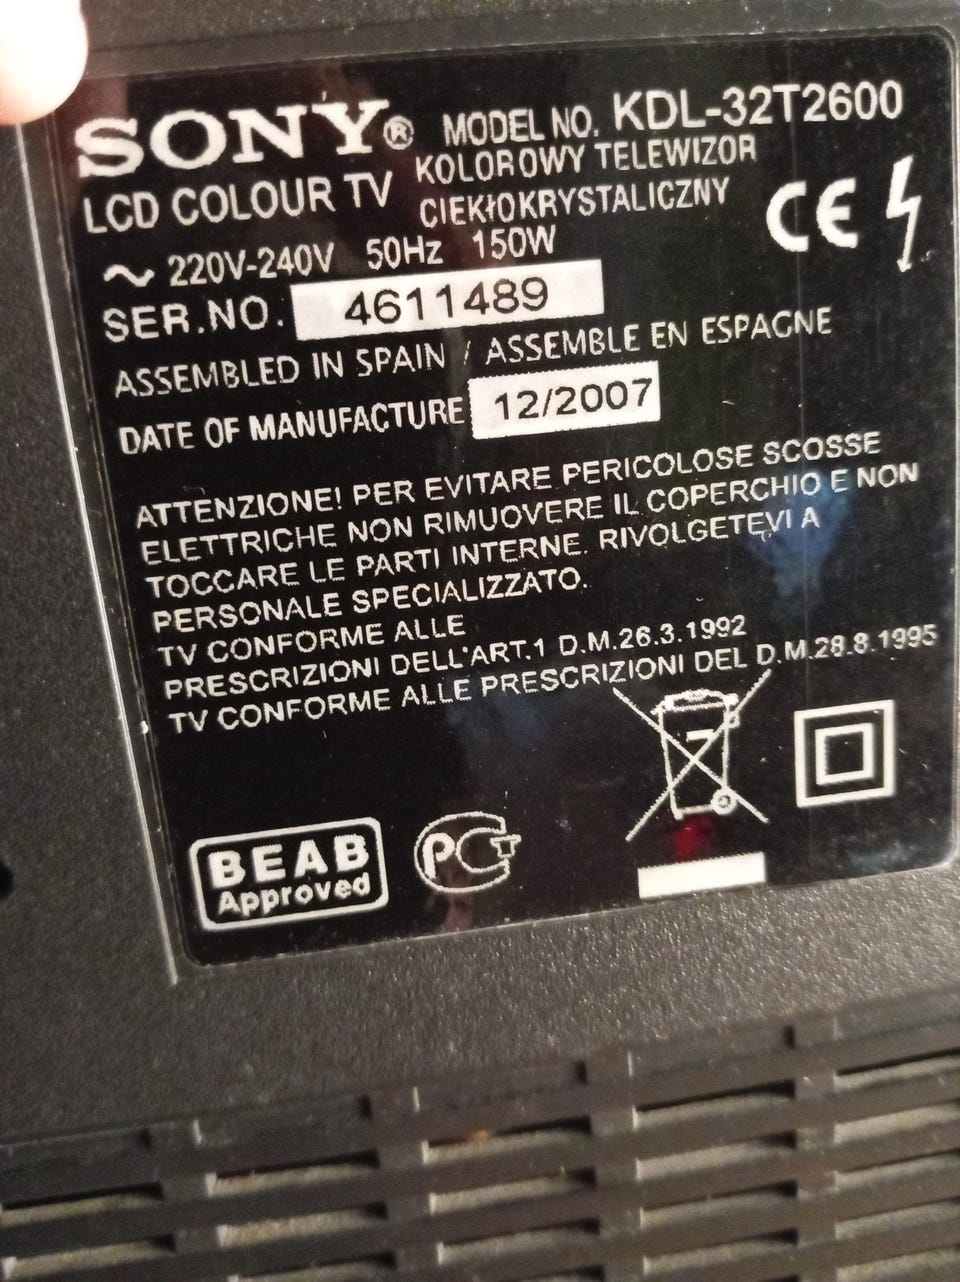 SONY® MODEL NO. KDL-32T2600
LCD COLOUR TV KOLOROWY TELEWIZOR
CIEKŁOKRYSTALICZNY
CE
~ 220V-240V 50Hz 150W
SER.NO. 4611489
ASSEMBLED IN SPAIN / ASSEMBLE EN ESPAGNE
DATE OF MANUFACTURE 12/2007
ATTENZIONE! PER EVITARE PERICOLOSE SCOSSE
ELETTRICHE NON RIMUOVERE IL COPERCHIO E NON
TOCCARE LE PARTI INTERNE. RIVOLGETEVI A
PERSONALE SPECIALIZZATO.
TV CONFORME ALLE
PRESCRIZIONI DELL'ART.1 D.M.26.3.1992
TV CONFORME ALLE PRESCRIZIONI DEL D.M.28.8.1995
BEAB
Approved
PCT